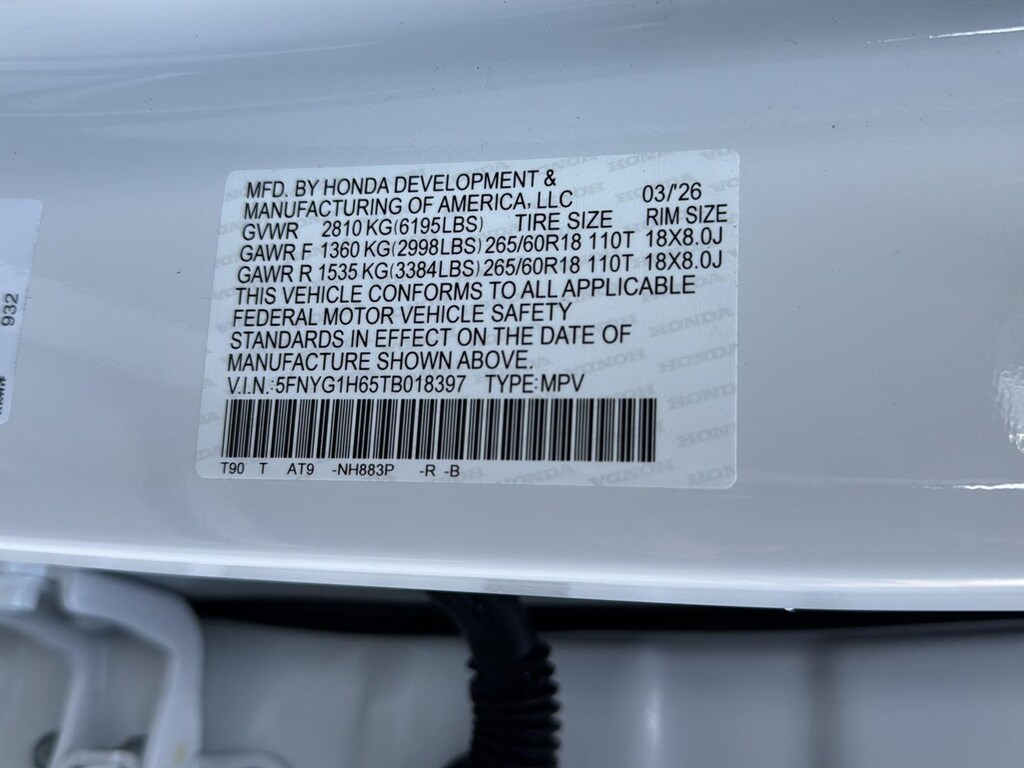 MFD. BY HONDA DEVELOPMENT &
MANUFACTURING OF AMERICA, LLC 03/'26
GVWR 2810 KG(6195LBS) TIRE SIZE RIM SIZE
GAWR F 1360 KG(2998LBS) 265/60R18 110T 18X8.0J
GAWR R 1535 KG(3384LBS) 265/60R18 110T 18X8.0J
THIS VEHICLE CONFORMS TO ALL APPLICABLE
FEDERAL MOTOR VEHICLE SAFETY
STANDARDS IN EFFECT ON THE DATE OF
MANUFACTURE SHOWN ABOVE.
V.I.N.:5FNYG1H65TB018397 TYPE:MPV
T90 T AT9 -NH883P -R -B
932